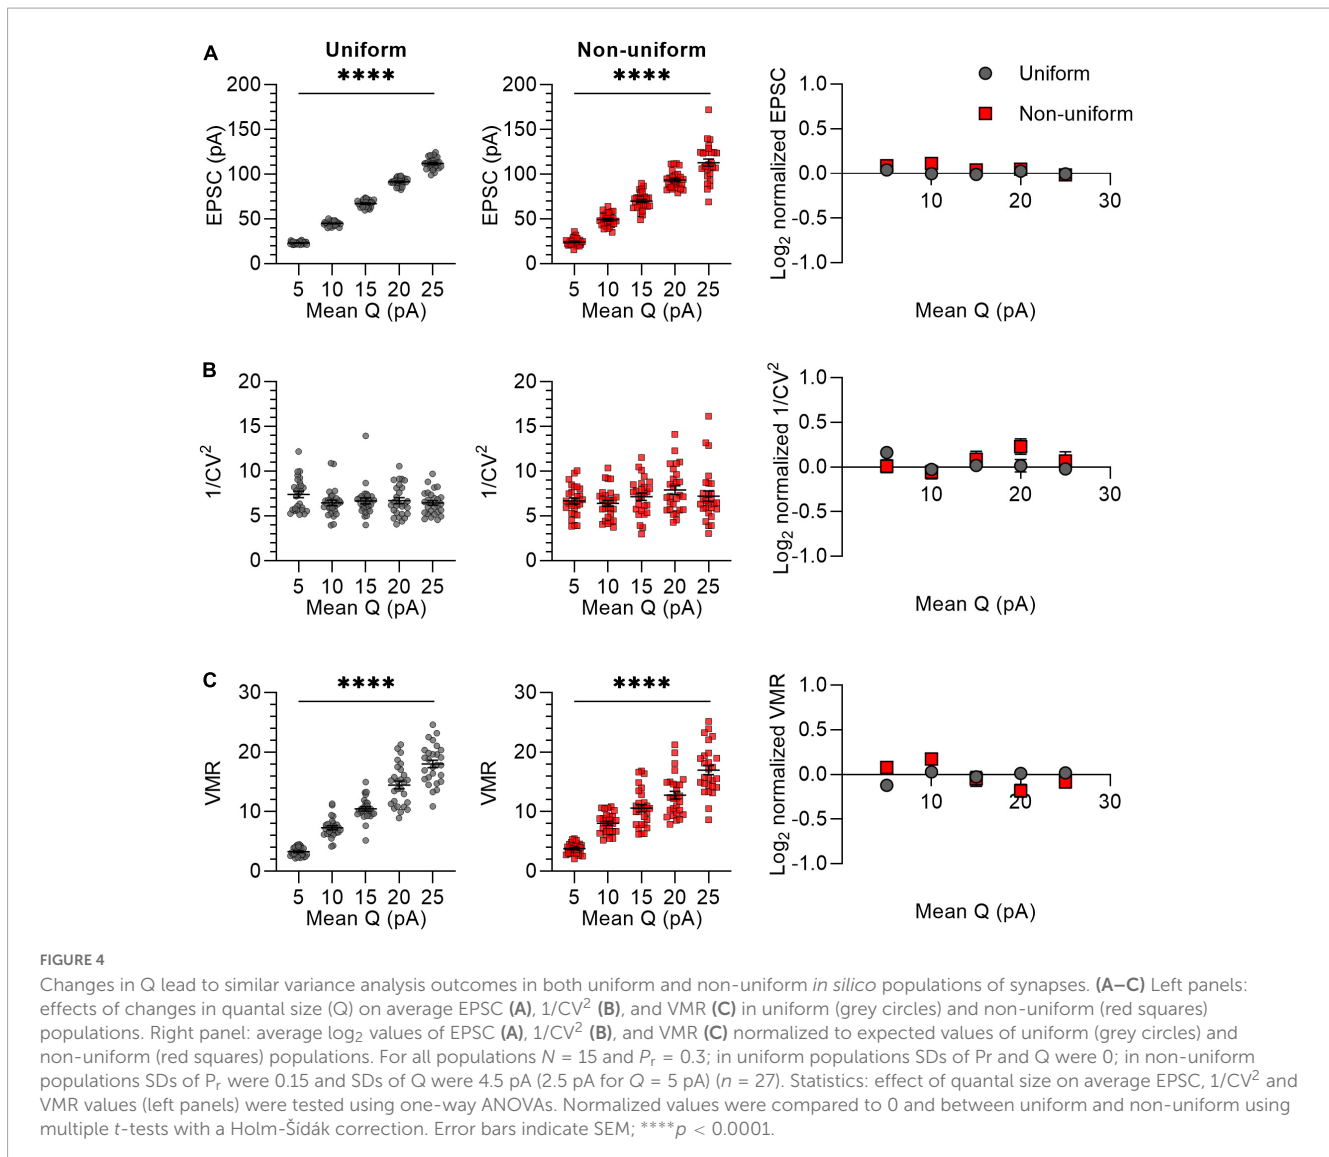 A
Uniform
Non-uniform
****
****
EPSC (pA)
200
150
100
50
0
5 10 15 20 25
Mean Q (pA)
EPSC (pA)
200
150
100
50
0
5 10 15 20 25
Mean Q (pA)
Log₂ normalized EPSC
1.0
0.5
0.0
-0.5
-1.0
10 20 30
Mean Q (pA)
Uniform
Non-uniform
B
1/CV²
20
15
10
5
0
5 10 15 20 25
Mean Q (pA)
1/CV²
20
15
10
5
0
5 10 15 20 25
Mean Q (pA)
Log₂ normalized 1/CV²
1.0
0.5
0.0
-0.5
-1.0
10 20 30
Mean Q (pA)
C
****
****
VMR
30
20
10
0
5 10 15 20 25
Mean Q (pA)
VMR
30
20
10
0
5 10 15 20 25
Mean Q (pA)
Log₂ normalized VMR
1.0
0.5
0.0
-0.5
-1.0
10 20 30
Mean Q (pA)
FIGURE 4
Changes in Q lead to similar variance analysis outcomes in both uniform and non-uniform in silico populations of synapses. (A–C) Left panels:
effects of changes in quantal size (Q) on average EPSC (A), 1/CV² (B), and VMR (C) in uniform (grey circles) and non-uniform (red squares)
populations. Right panel: average log₂ values of EPSC (A), 1/CV² (B), and VMR (C) normalized to expected values of uniform (grey circles) and
non-uniform (red squares) populations. For all populations N = 15 and Pᵣ = 0.3; in uniform populations SDs of Pr and Q were 0; in non-uniform
populations SDs of Pᵣ were 0.15 and SDs of Q were 4.5 pA (2.5 pA for Q = 5 pA) (n = 27). Statistics: effect of quantal size on average EPSC, 1/CV² and
VMR values (left panels) were tested using one-way ANOVAs. Normalized values were compared to 0 and between uniform and non-uniform using
multiple t-tests with a Holm-Šídák correction. Error bars indicate SEM; ****p < 0.0001.